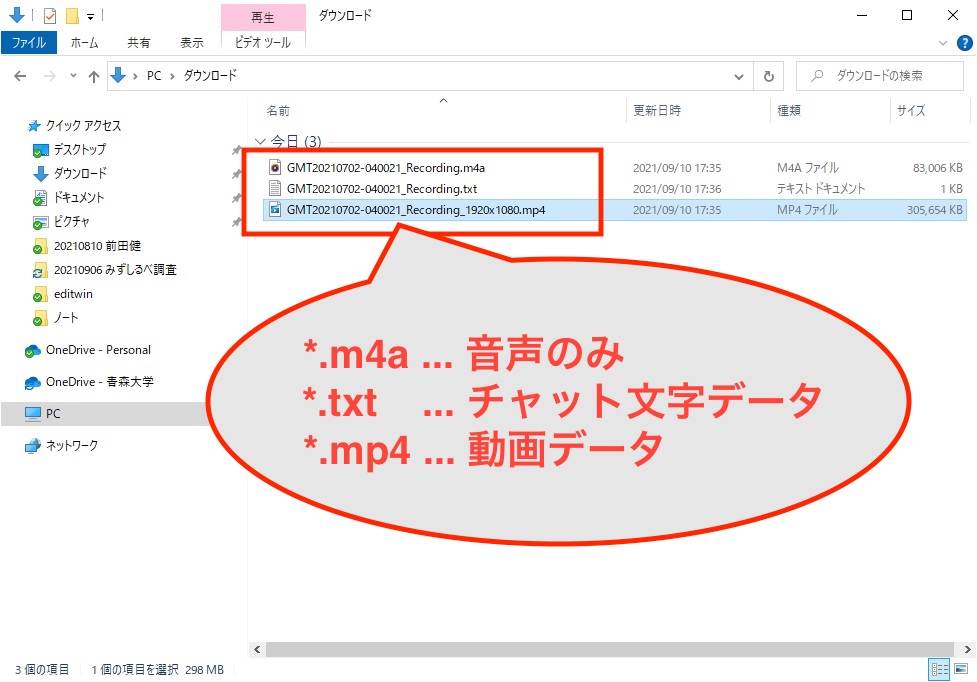 再生
ダウンロード
ファイル
ホーム
共有
表示
ビデオ ツール
PC
ダウンロード
ダウンロードの検索
名前
更新日時
種類
サイズ
クイック アクセス
デスクトップ
ダウンロード
ドキュメント
ピクチャ
20210810 前田健
20210906 みずしるべ調査
editwin
ノート
OneDrive - Personal
OneDrive - 青森大学
PC
ネットワーク
今日 (3)
GMT20210702-040021_Recording.m4a 2021/09/10 17:35 M4A ファイル 83,006 KB
GMT20210702-040021_Recording.txt 2021/09/10 17:36 テキスト ドキュメント 1 KB
GMT20210702-040021_Recording_1920x1080.mp4 2021/09/10 17:35 MP4 ファイル 305,654 KB
*.m4a ... 音声のみ
*.txt ... チャット文字データ
*.mp4 ... 動画データ
3 個の項目
1 個の項目を選択 298 MB